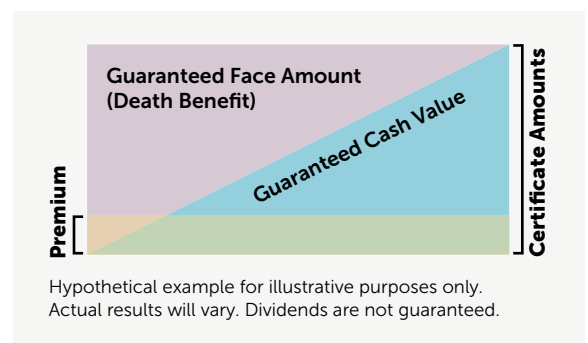 Guaranteed Face Amount
(Death Benefit)
Guaranteed Cash Value
Premium
Certificate Amounts
Hypothetical example for illustrative purposes only.
Actual results will vary. Dividends are not guaranteed.